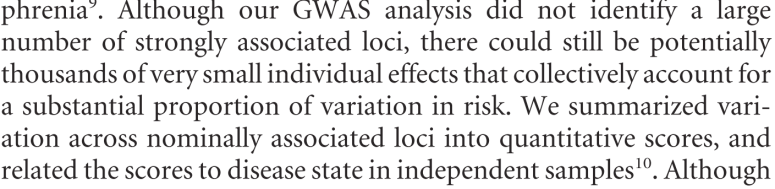 phrenia⁹. Although our GWAS analysis did not identify a large
number of strongly associated loci, there could still be potentially
thousands of very small individual effects that collectively account for
a substantial proportion of variation in risk. We summarized vari-
ation across nominally associated loci into quantitative scores, and
related the scores to disease state in independent samples¹⁰. Although